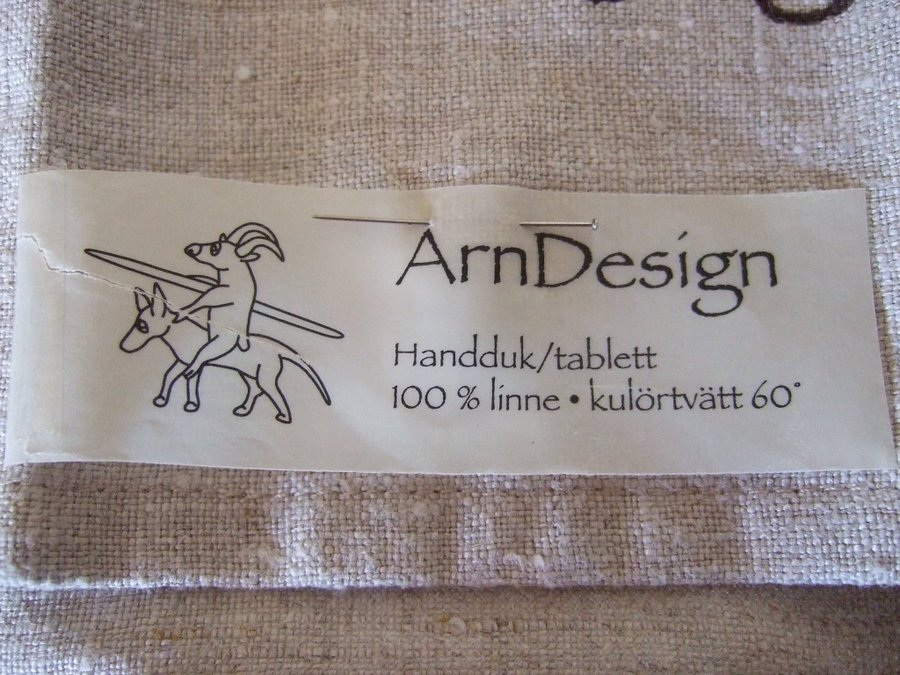 ArnDesign
Handduk/tablett
100 % linne • kulörtvätt 60°